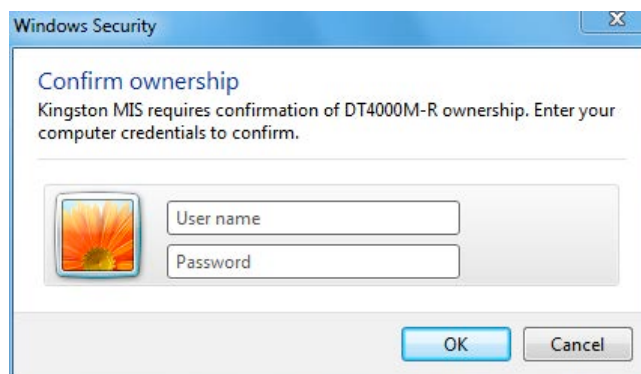 Windows Security
Confirm ownership
Kingston MIS requires confirmation of DT4000M-R ownership. Enter your
computer credentials to confirm.
User name
Password
OK
Cancel